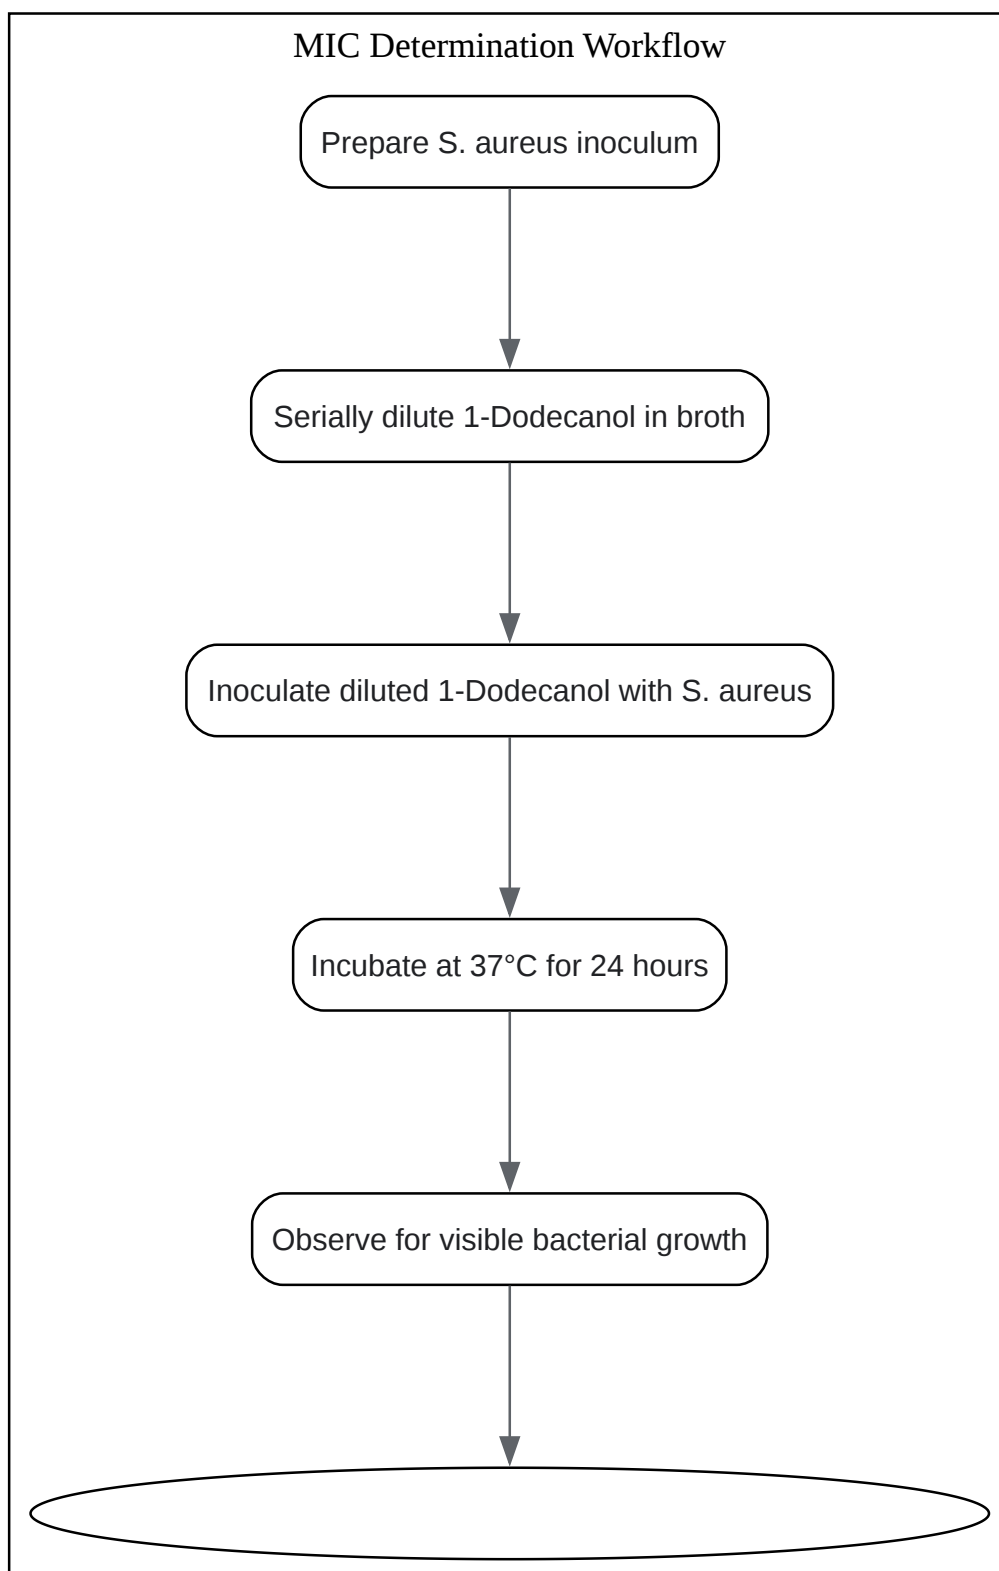 MIC Determination Workflow
Prepare S. aureus inoculum
Serially dilute 1-Dodecanol in broth
Inoculate diluted 1-Dodecanol with S. aureus
Incubate at 37°C for 24 hours
Observe for visible bacterial growth